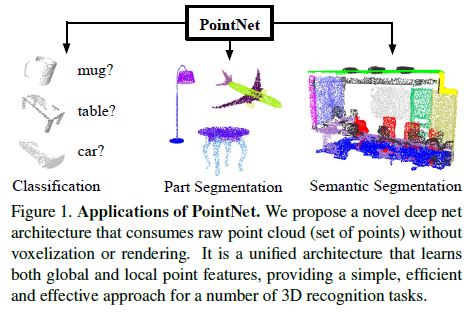 PointNet
mug?
table?
car?
Classification
Part Segmentation
Semantic Segmentation
Figure 1. Applications of PointNet. We propose a novel deep net
architecture that consumes raw point cloud (set of points) without
voxelization or rendering. It is a unified architecture that learns
both global and local point features, providing a simple, efficient
and effective approach for a number of 3D recognition tasks.